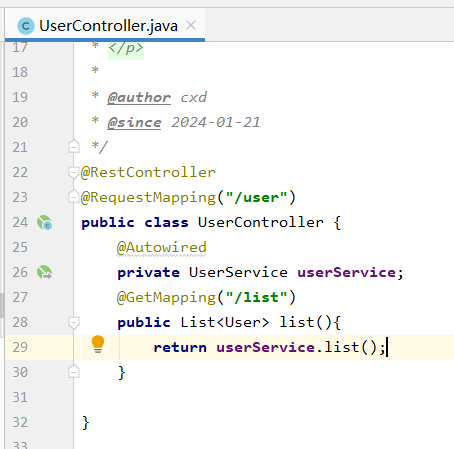 UserController.java
17 * </p>
18 *
19 * @author cxd
20 * @since 2024-01-21
21 */
22 @RestController
23 @RequestMapping("/user")
24 public class UserController {
25 @Autowired
26 private UserService userService;
27 @GetMapping("/list")
28 public List<User> list(){
29 return userService.list();
30 }
31
32 }
33